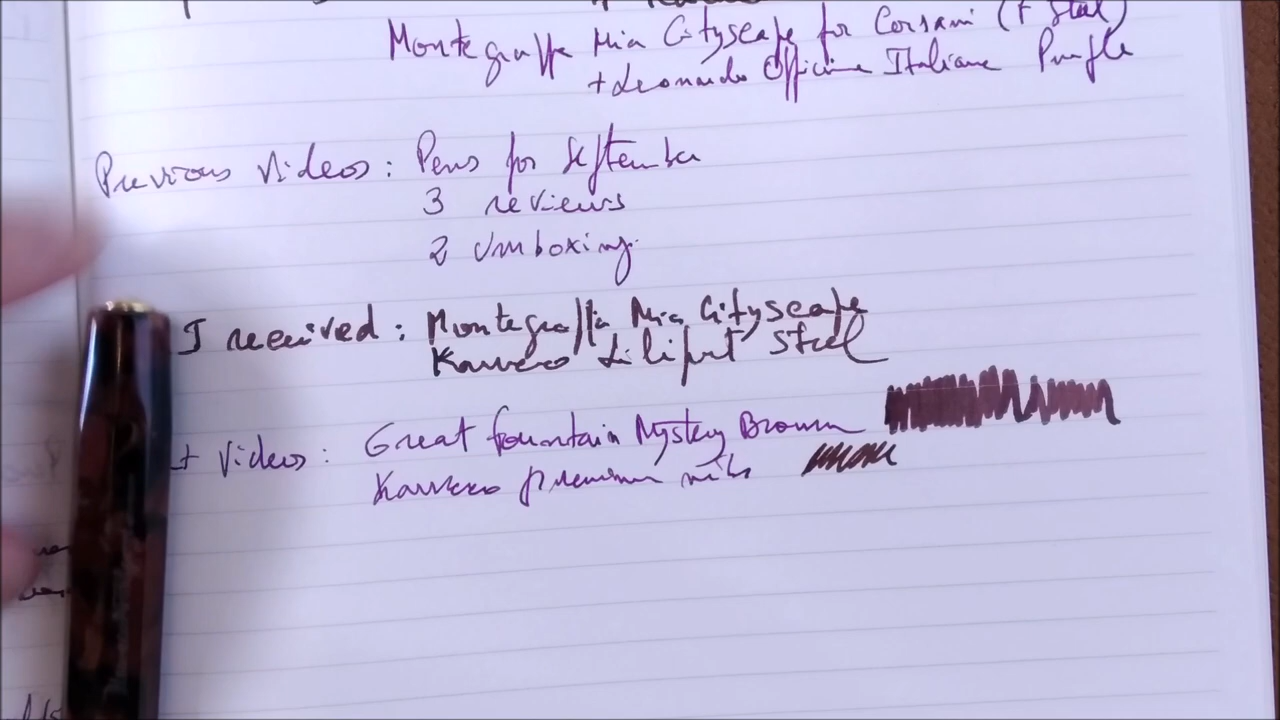 Montegrappa Mia Cityscape for Corsani (F Steel)
+ Leonardo Officina Italiana Purple
Previous Videos : Pens for September
3 reviews
2 Unboxing
I received : Montegrappa Mia Cityscape
Kaweco Liliput Steel
+ Videos : Great fountain Mystery Brown
Kaweco premium nibs